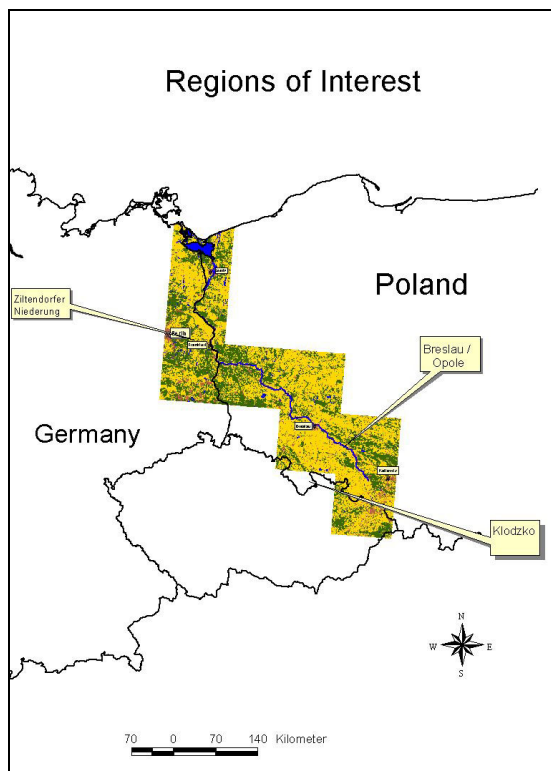 Regions of Interest
Poland
Ziltendorfer
Niederung
Breslau /
Opole
Germany
Klodzko
N
W
E
S
70
0
70
140
Kilometer